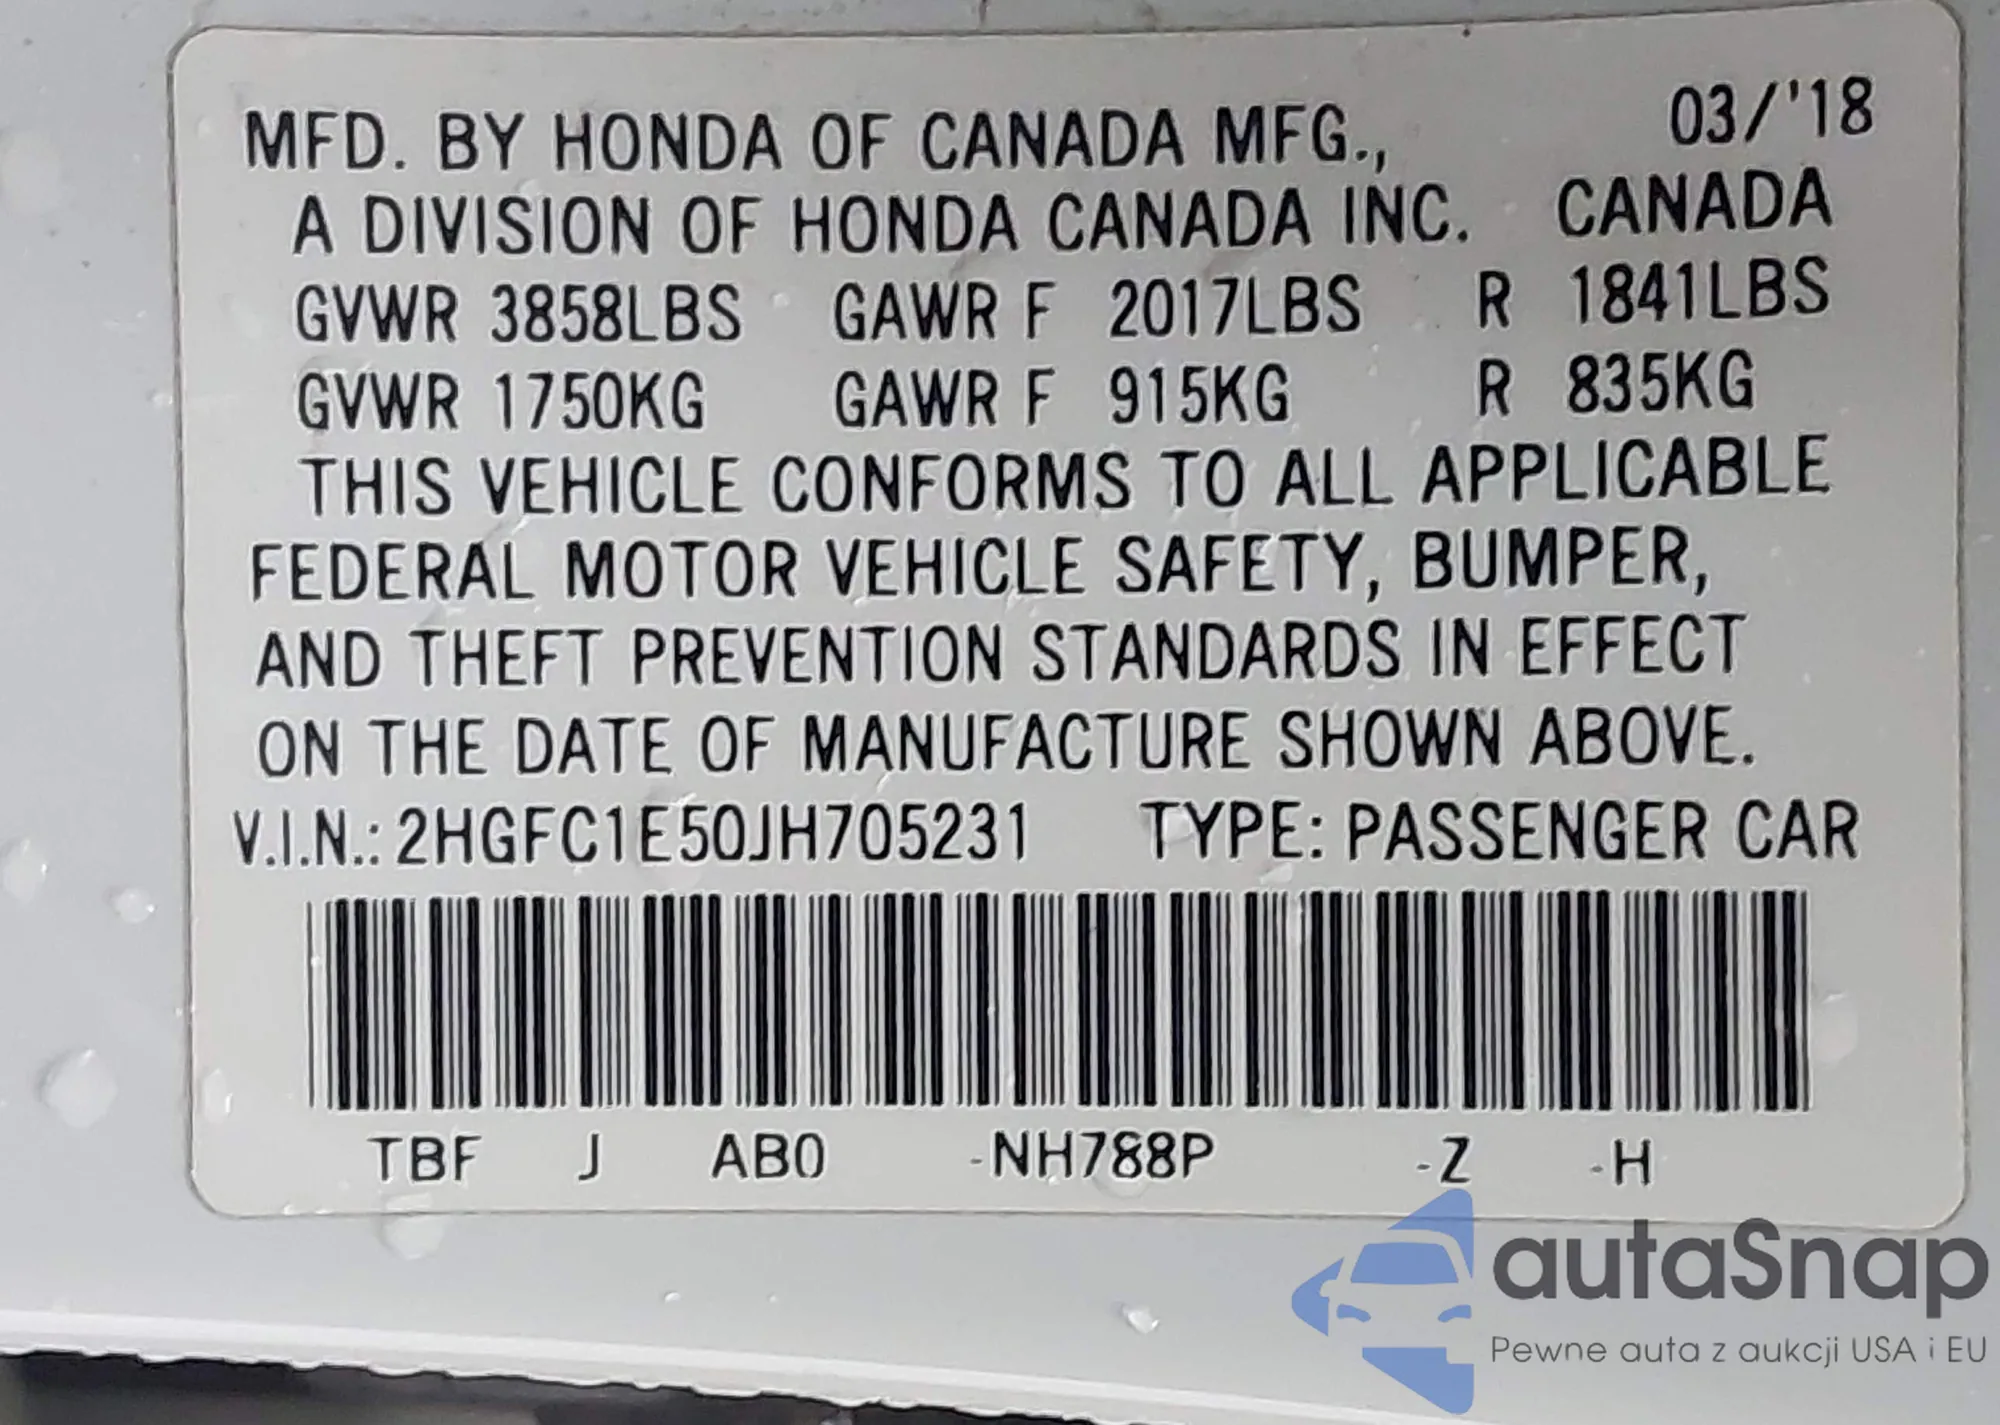 MFD. BY HONDA OF CANADA MFG., 03/'18
A DIVISION OF HONDA CANADA INC. CANADA
GVWR 3858LBS GAWR F 2017LBS R 1841LBS
GVWR 1750KG GAWR F 915KG R 835KG
THIS VEHICLE CONFORMS TO ALL APPLICABLE
FEDERAL MOTOR VEHICLE SAFETY, BUMPER,
AND THEFT PREVENTION STANDARDS IN EFFECT
ON THE DATE OF MANUFACTURE SHOWN ABOVE.
V.I.N.: 2HGFC1E50JH705231 TYPE: PASSENGER CAR
TBF J AB0 -NH788P -Z -H
autaSnap
Pewne auta z aukcji USA i EU